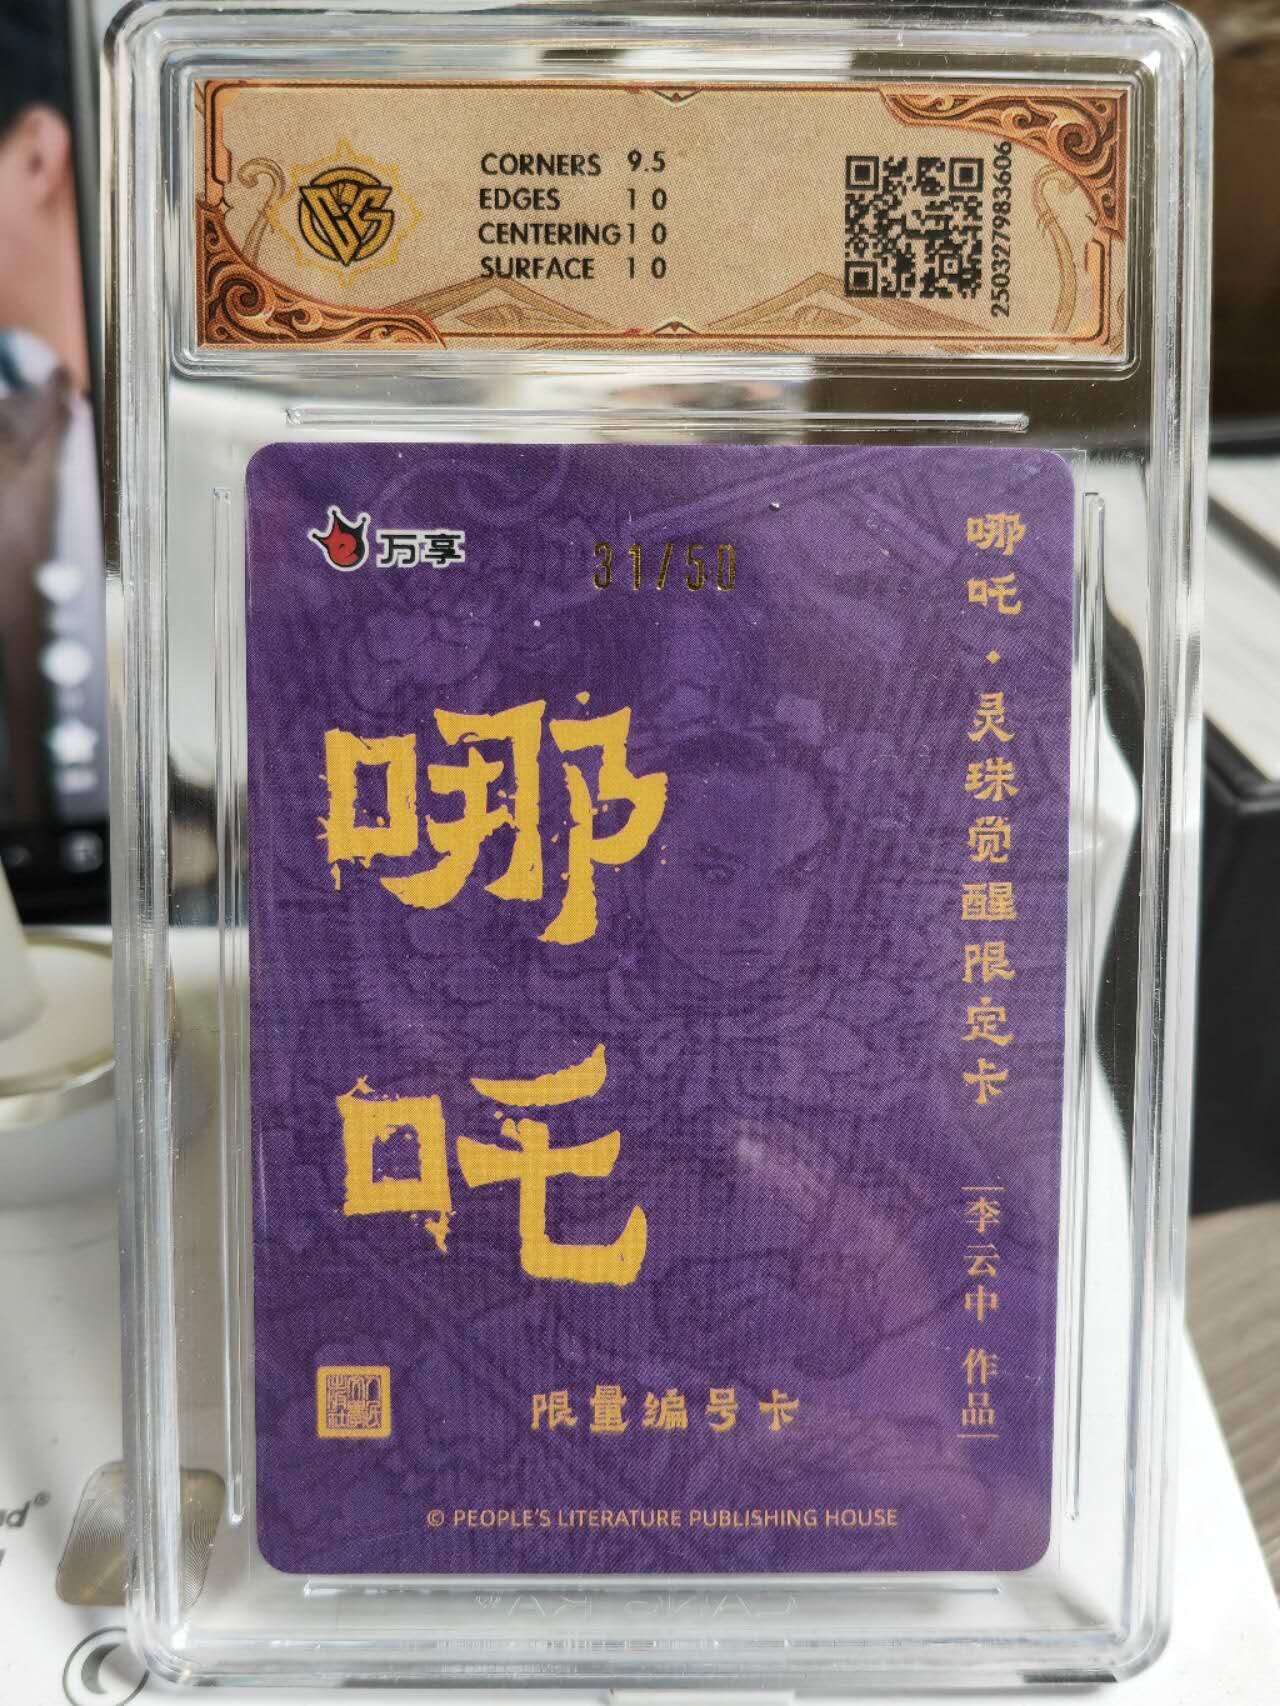 CS
CORNERS 9.5
EDGES 10
CENTERING 10
SURFACE 10
250327983606
万享
31/50
哪吒·灵珠觉醒限定卡
李云中 作品
哪吒
限量编号卡
© PEOPLE'S LITERATURE PUBLISHING HOUSE